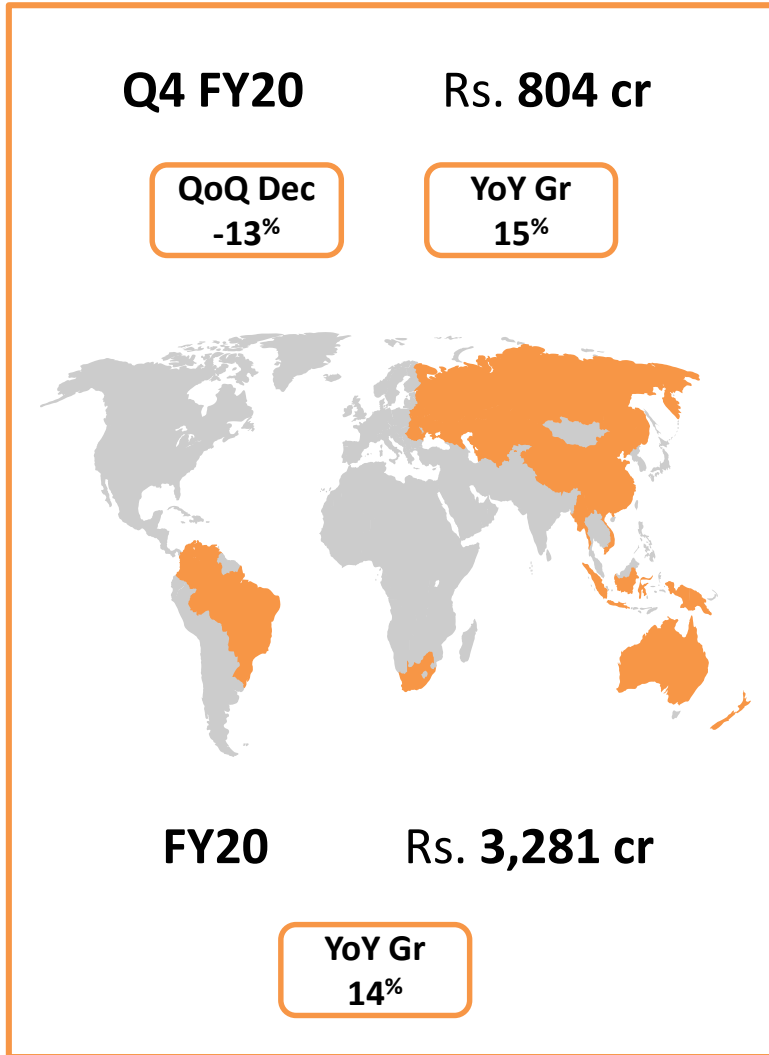 Q4 FY20 Rs. 804 cr
QoQ Dec
-13%
YoY Gr
15%
FY20 Rs. 3,281 cr
YoY Gr
14%